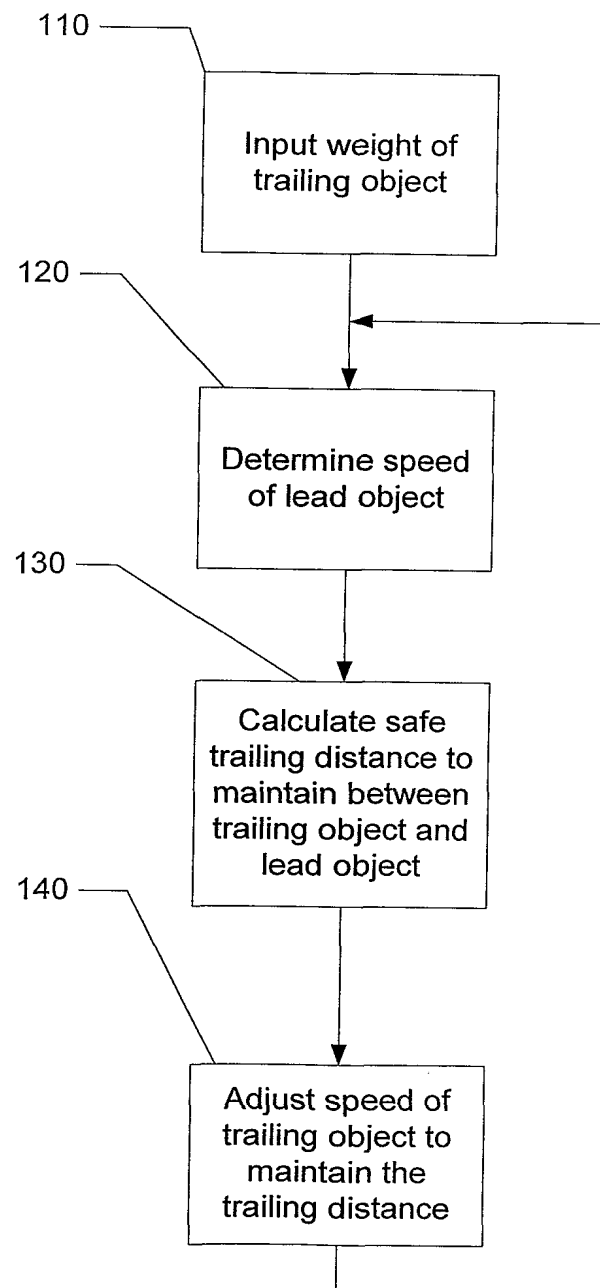 110
Input weight of
trailing object
120
Determine speed
of lead object
130
Calculate safe
trailing distance to
maintain between
trailing object and
lead object
140
Adjust speed of
trailing object to
maintain the
trailing distance